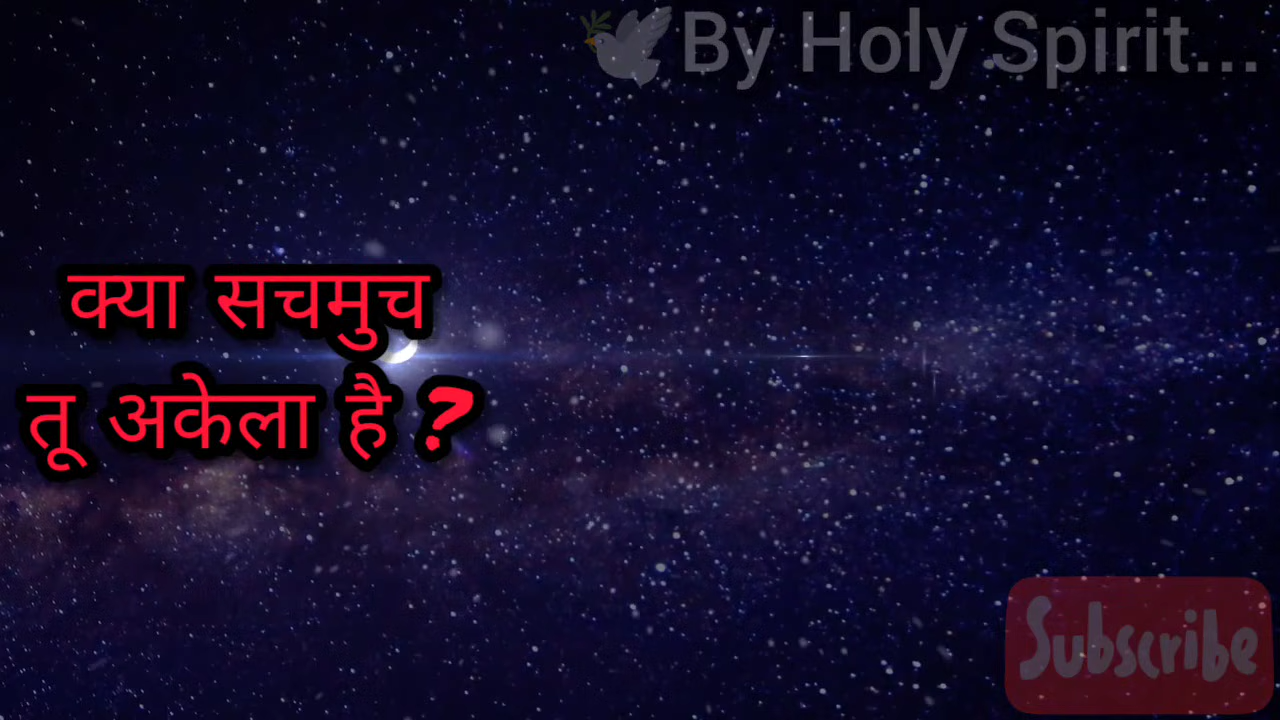 🕊️By Holy Spirit...
क्या सचमुच
तू अकेला है ?
Subscribe